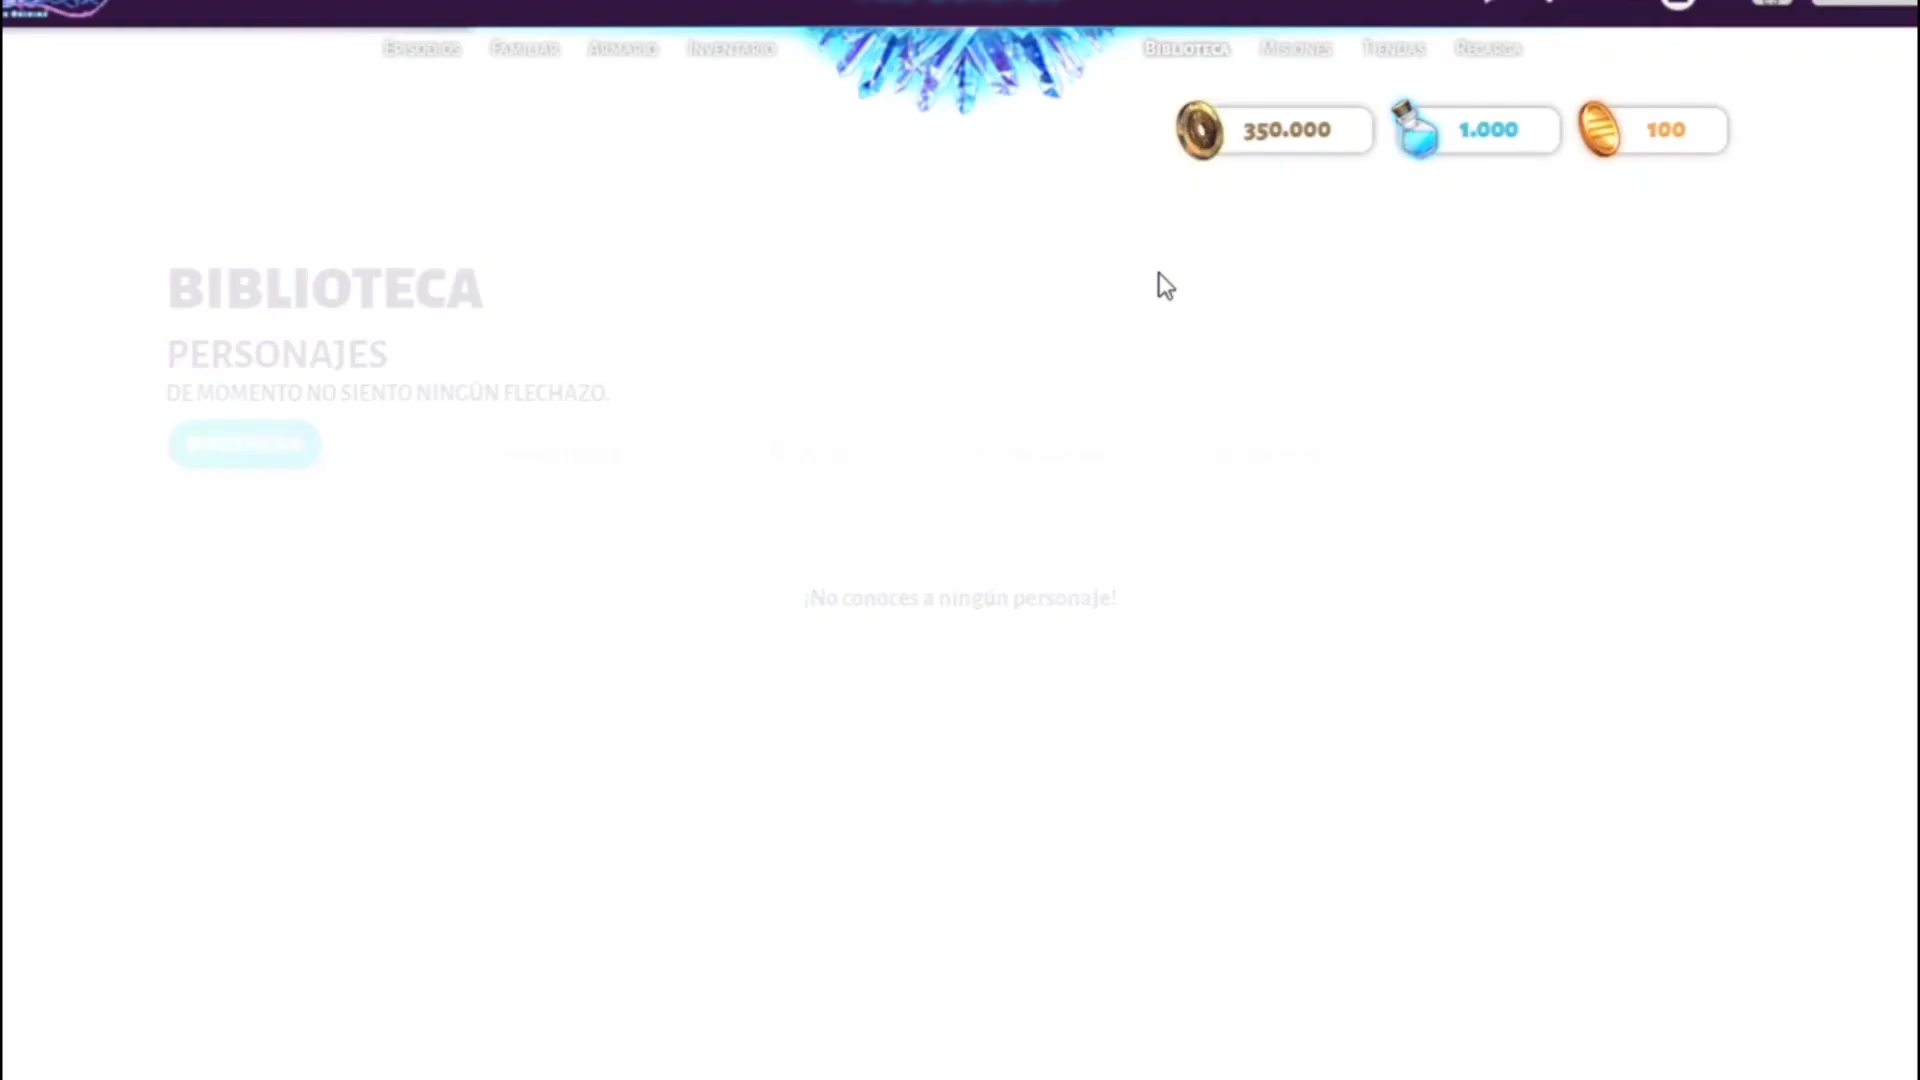 Episodios Familiar Armario Inventario Biblioteca Misiones Tiendas Recarga
350.000 1.000 100
BIBLIOTECA
PERSONAJES
DE MOMENTO NO SIENTO NINGÚN FLECHAZO.
¡No conoces a ningún personaje!